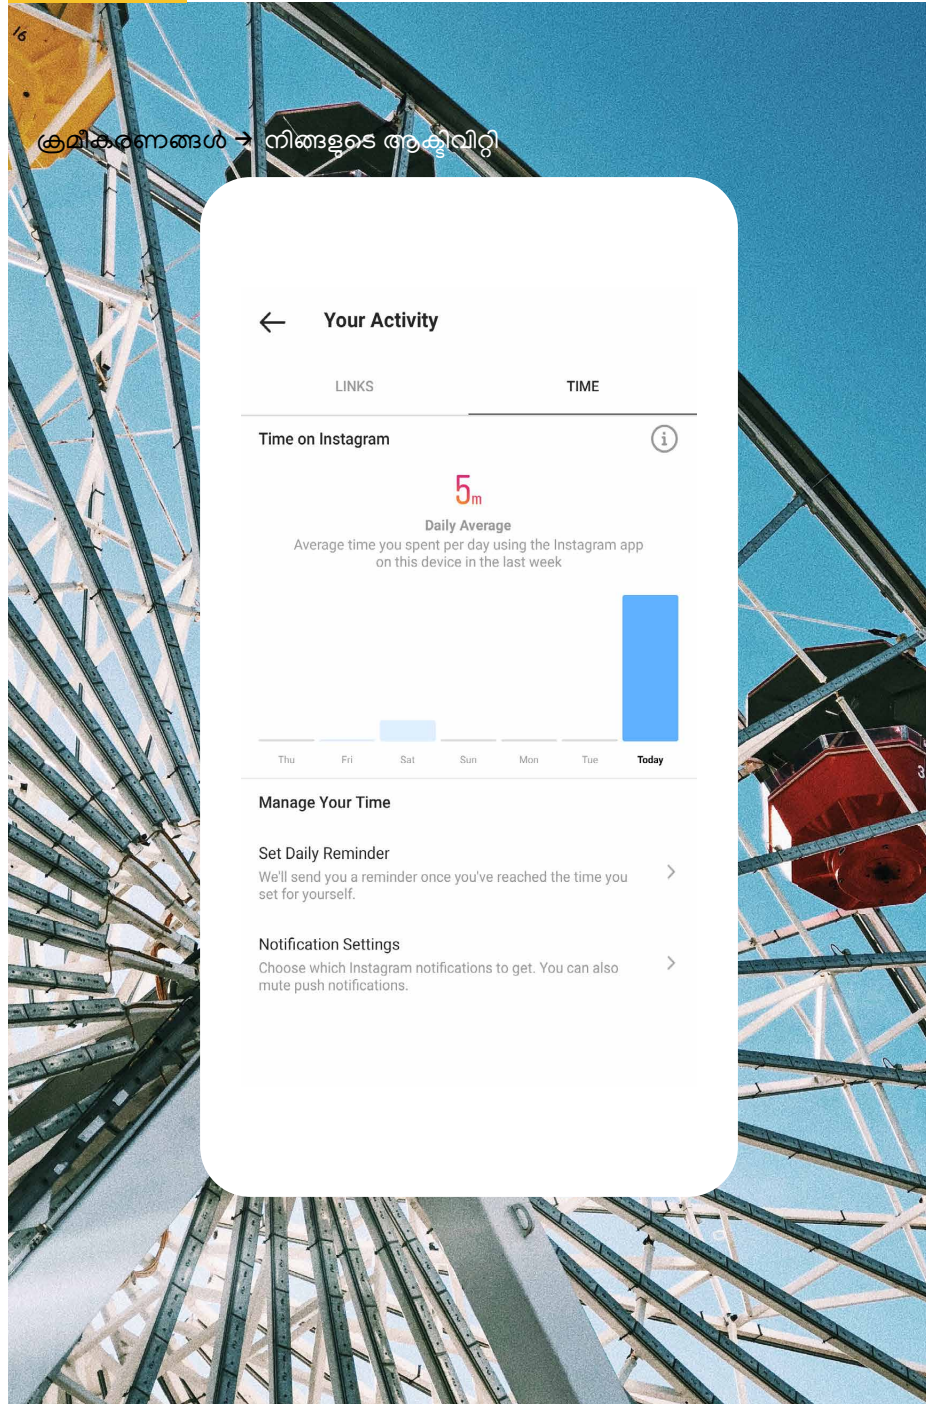 16
ക്രമീകരണങ്ങൾ → നിങ്ങളുടെ ആക്ടിവിറ്റി
Your Activity
LINKS TIME
Time on Instagram
5m
Daily Average
Average time you spent per day using the Instagram app
on this device in the last week
Thu Fri Sat Sun Mon Tue Today
Manage Your Time
Set Daily Reminder
We'll send you a reminder once you've reached the time you
set for yourself.
Notification Settings
Choose which Instagram notifications to get. You can also
mute push notifications.
3
D